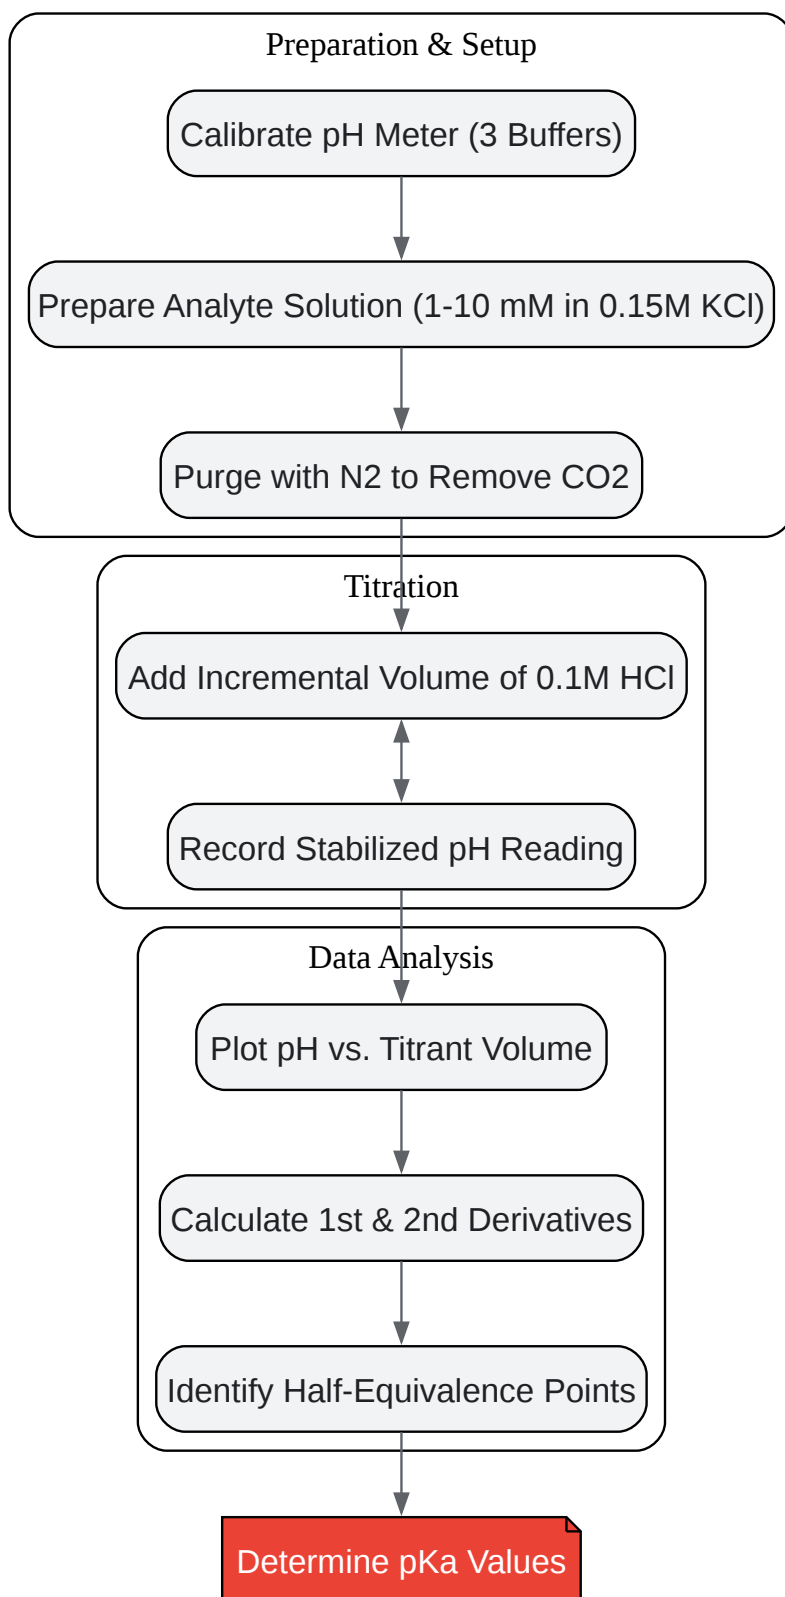 Preparation & Setup
Calibrate pH Meter (3 Buffers)
Prepare Analyte Solution (1-10 mM in 0.15M KCl)
Purge with N2 to Remove CO2
Titration
Add Incremental Volume of 0.1M HCl
Record Stabilized pH Reading
Data Analysis
Plot pH vs. Titrant Volume
Calculate 1st & 2nd Derivatives
Identify Half-Equivalence Points
Determine pKa Values